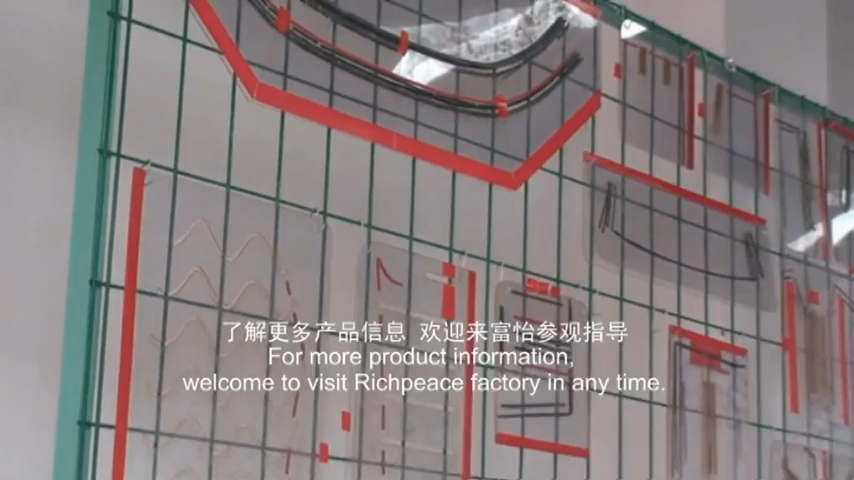 了解更多产品信息 欢迎来富怡参观指导
For more product information,
welcome to visit Richpeace factory in any time.